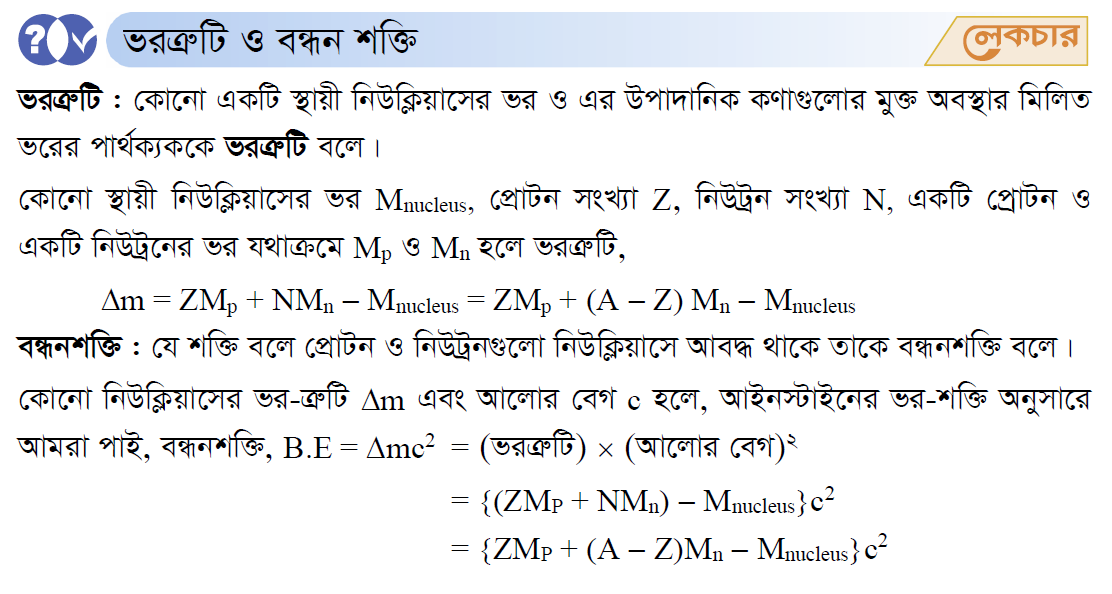 ভরত্রুটি ও বন্ধন শক্তি
লেকচার
ভরত্রুটি : কোনো একটি স্থায়ী নিউক্লিয়াসের ভর ও এর উপাদানিক কণাগুলোর মুক্ত অবস্থার মিলিত
ভরের পার্থক্যককে ভরত্রুটি বলে।
কোনো স্থায়ী নিউক্লিয়াসের ভর Mnucleus, প্রোটন সংখ্যা Z, নিউট্রন সংখ্যা N, একটি প্রোটন ও
একটি নিউট্রনের ভর যথাক্রমে Mp ও Mn হলে ভরত্রুটি,
Δm = ZMp + NMn – Mnucleus = ZMp + (A – Z) Mn – Mnucleus
বন্ধনশক্তি : যে শক্তি বলে প্রোটন ও নিউট্রনগুলো নিউক্লিয়াসে আবদ্ধ থাকে তাকে বন্ধনশক্তি বলে।
কোনো নিউক্লিয়াসের ভর-ত্রুটি Δm এবং আলোর বেগ c হলে, আইনস্টাইনের ভর-শক্তি অনুসারে
আমরা পাই, বন্ধনশক্তি, B.E = Δmc² = (ভরত্রুটি) × (আলোর বেগ)^২
= {(ZMP + NMn) – Mnucleus}c²
= {ZMP + (A – Z)Mn – Mnucleus}c²